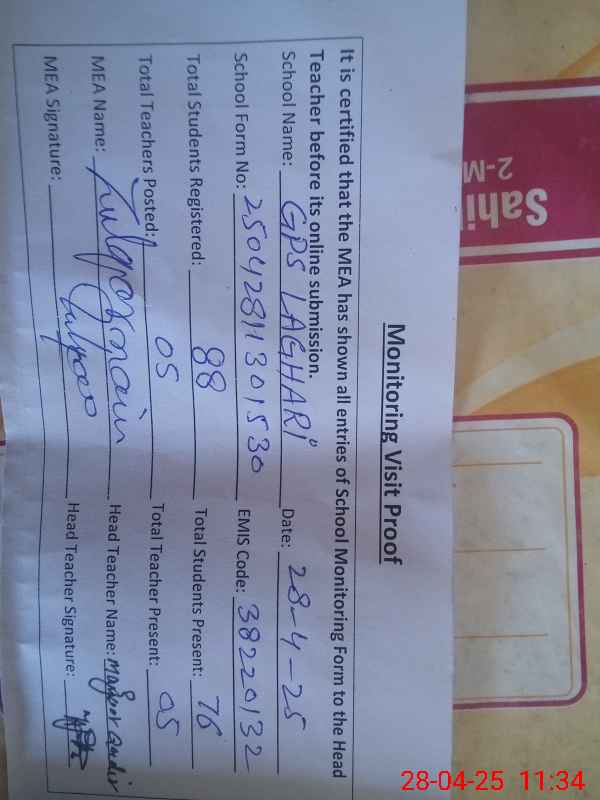 Monitoring Visit Proof
It is certified that the MEA has shown all entries of School Monitoring Form to the Head
Teacher before its online submission.
School Name: GPS LAGHARI Date: 28-4-25
School Form No: 25042811301530 EMIS Code: 38220132
Total Students Registered: 88 Total Students Present: 76
Total Teachers Posted: 05 Total Teacher Present: 05
MEA Name: Head Teacher Name:
MEA Signature: Head Teacher Signature:
Sahi
2-M
28-04-25 11:34